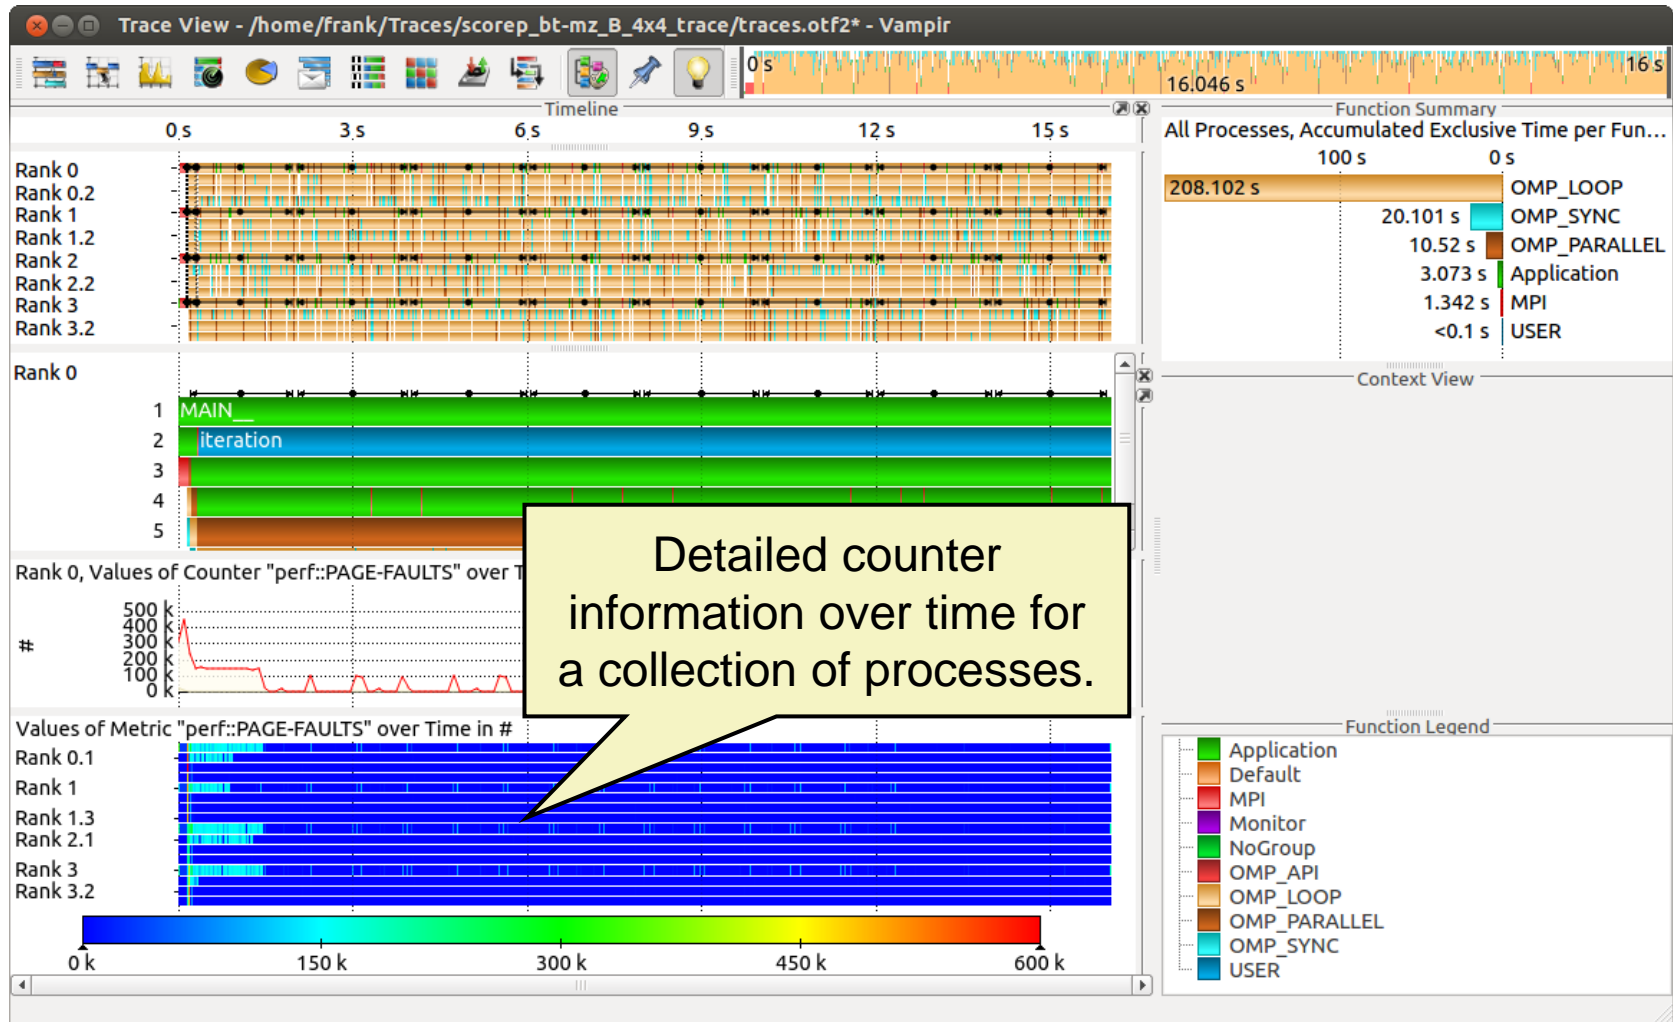 Trace View - /home/frank/Traces/scorep_bt-mz_B_4x4_trace/traces.otf2* - Vampir
0 s
16.046 s
16 s
Timeline
0 s 3 s 6 s 9 s 12 s 15 s
Rank 0
Rank 0.2
Rank 1
Rank 1.2
Rank 2
Rank 2.2
Rank 3
Rank 3.2
Rank 0
1 MAIN__
2 iteration
3
4
5
Rank 0, Values of Counter "perf::PAGE-FAULTS" over T
500 k
400 k
300 k
200 k
100 k
0 k
#
Detailed counter
information over time for
a collection of processes.
Values of Metric "perf::PAGE-FAULTS" over Time in #
Rank 0.1
Rank 1
Rank 1.3
Rank 2.1
Rank 3
Rank 3.2
0 k 150 k 300 k 450 k 600 k
Function Summary
All Processes, Accumulated Exclusive Time per Fun...
100 s 0 s
208.102 s OMP_LOOP
20.101 s OMP_SYNC
10.52 s OMP_PARALLEL
3.073 s Application
1.342 s MPI
<0.1 s USER
Context View
Function Legend
Application
Default
MPI
Monitor
NoGroup
OMP_API
OMP_LOOP
OMP_PARALLEL
OMP_SYNC
USER